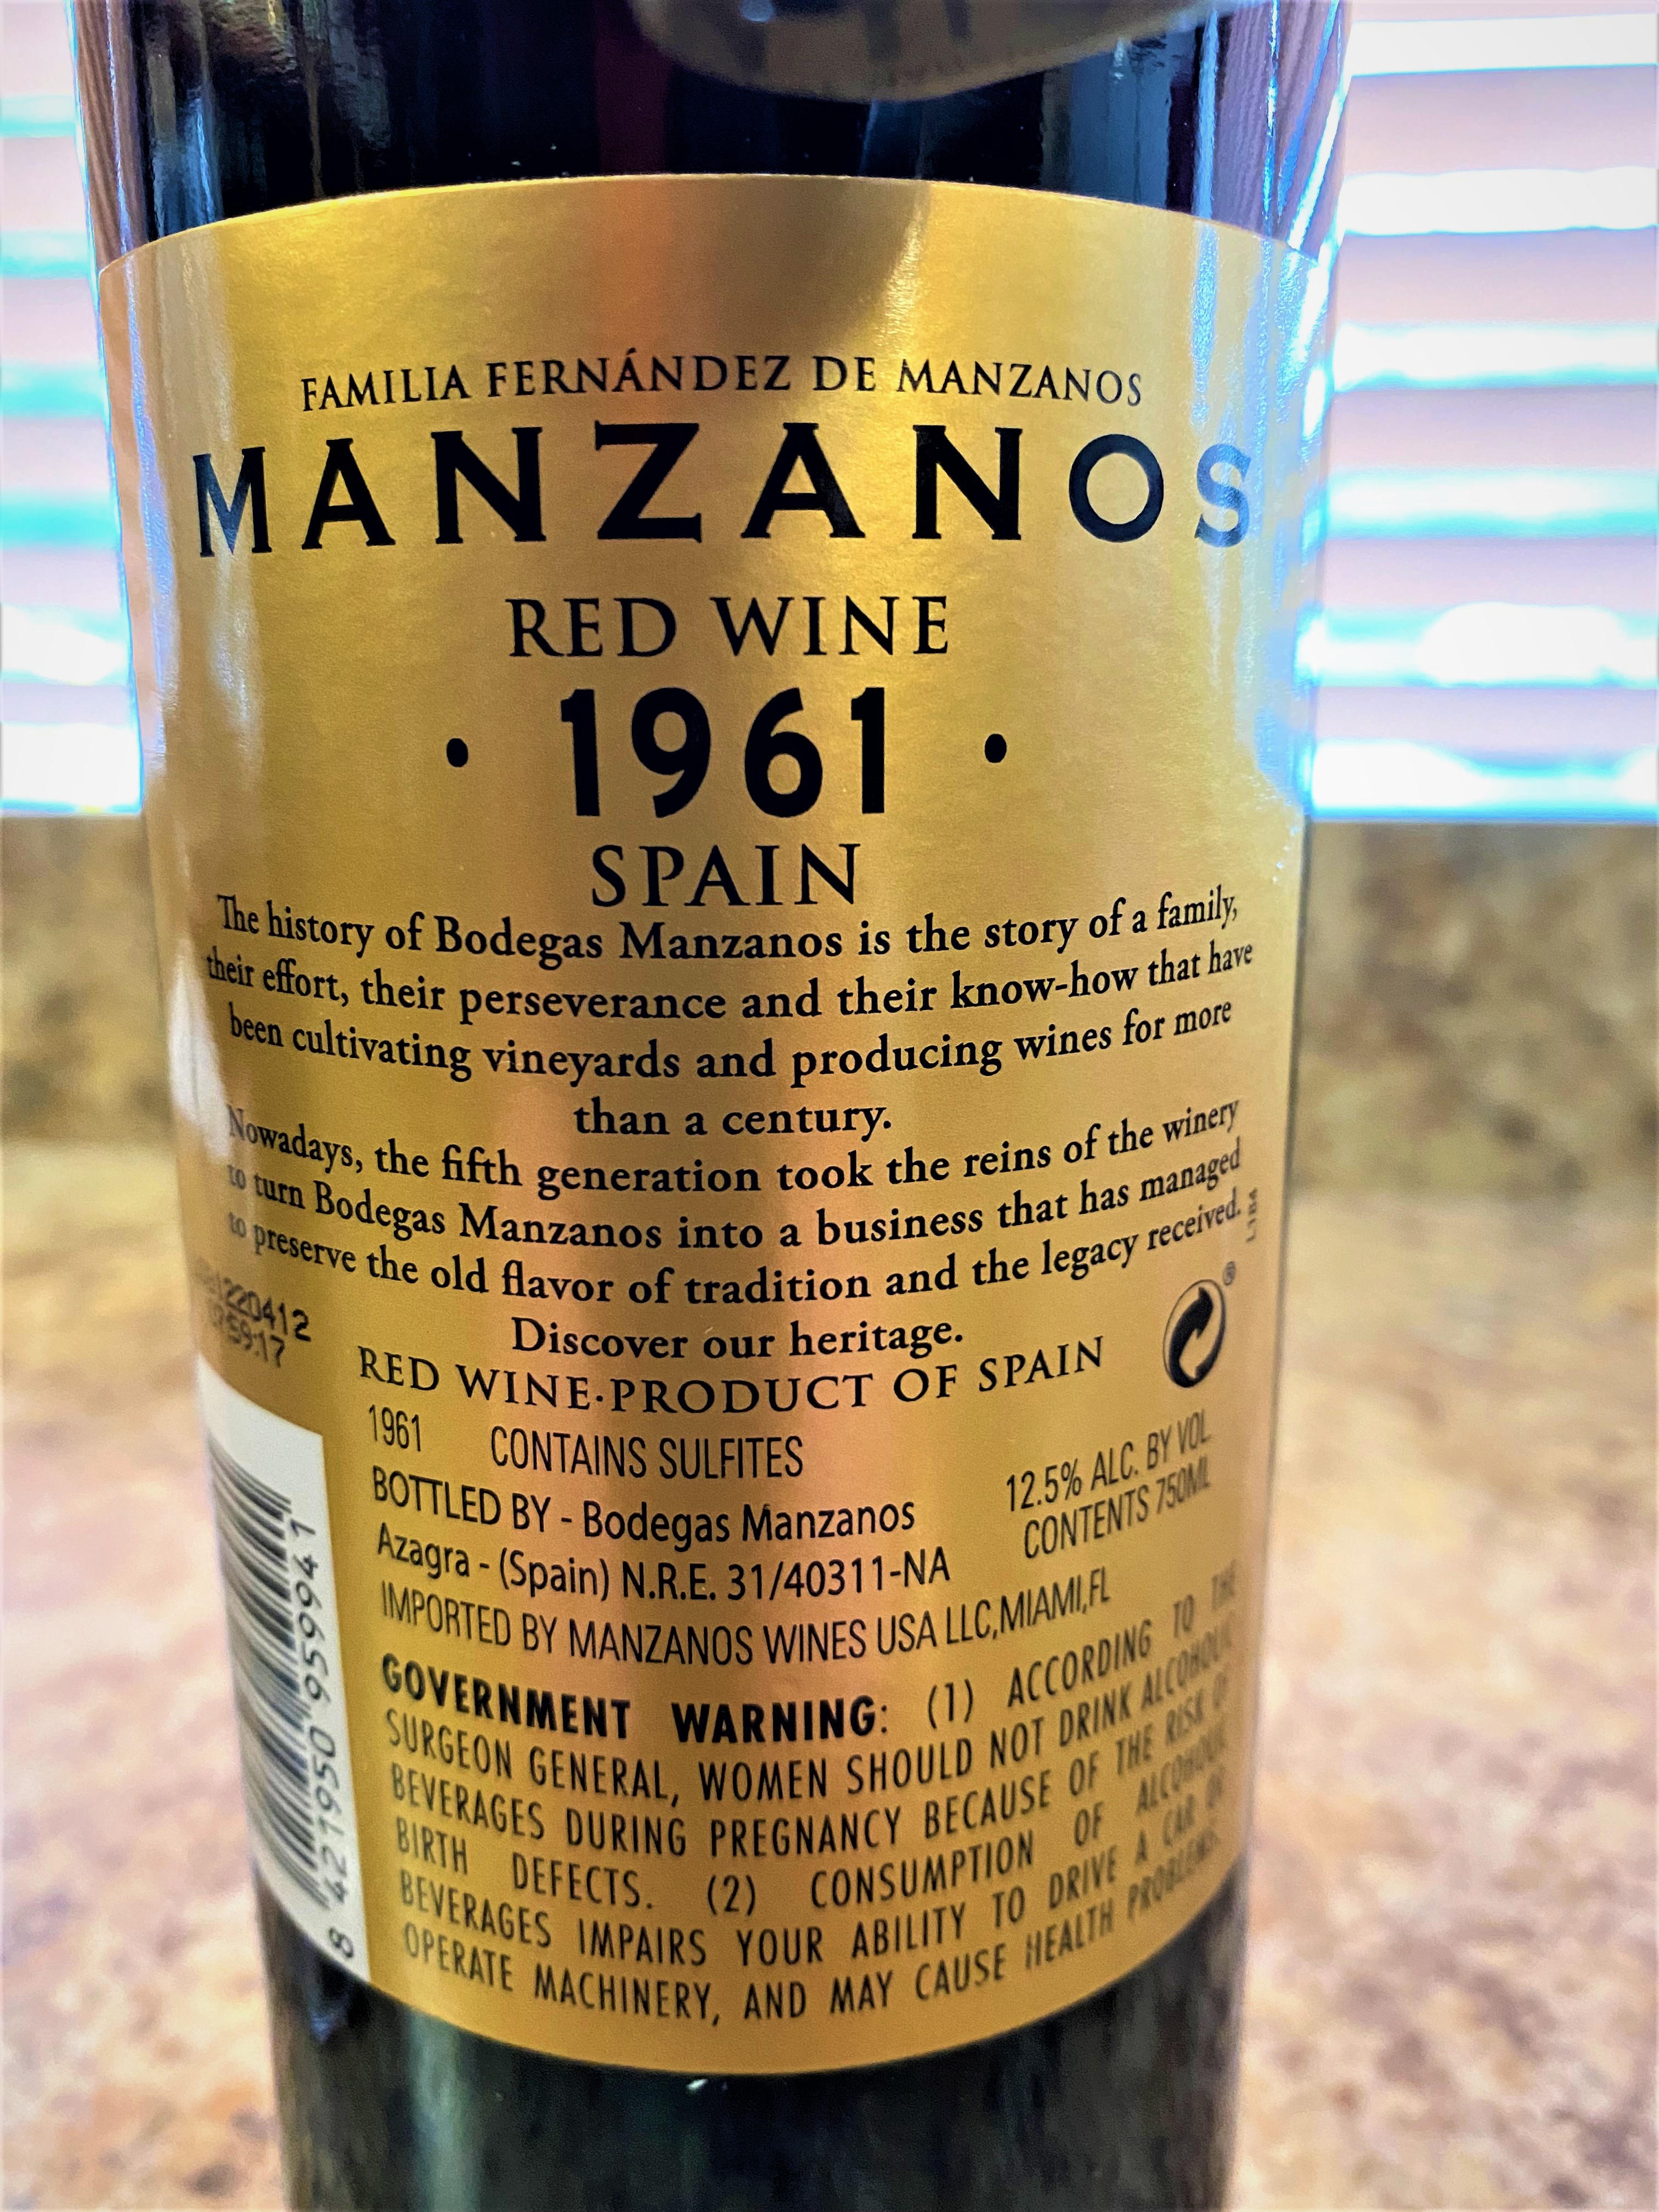 FAMILIA FERNÁNDEZ DE MANZANOS
MANZANOS
RED WINE
• 1961 •
SPAIN
The history of Bodegas Manzanos is the story of a family,
their effort, their perseverance and their know-how that have
been cultivating vineyards and producing wines for more
than a century.
Nowadays, the fifth generation took the reins of the winery
to turn Bodegas Manzanos into a business that has managed
to preserve the old flavor of tradition and the legacy received.
Discover our heritage.
RED WINE·PRODUCT OF SPAIN
1961 CONTAINS SULFITES
12.5% ALC. BY VOL.
CONTENTS 750ML
BOTTLED BY - Bodegas Manzanos
Azagra - (Spain) N.R.E. 31/40311-NA
IMPORTED BY MANZANOS WINES USA LLC,MIAMI,FL
GOVERNMENT WARNING: (1) ACCORDING TO THE
SURGEON GENERAL, WOMEN SHOULD NOT DRINK ALCOHOLIC
BEVERAGES DURING PREGNANCY BECAUSE OF THE RISK OF
BIRTH DEFECTS. (2) CONSUMPTION OF ALCOHOLIC
BEVERAGES IMPAIRS YOUR ABILITY TO DRIVE A CAR OR
OPERATE MACHINERY, AND MAY CAUSE HEALTH PROBLEMS.
8 421950 959941